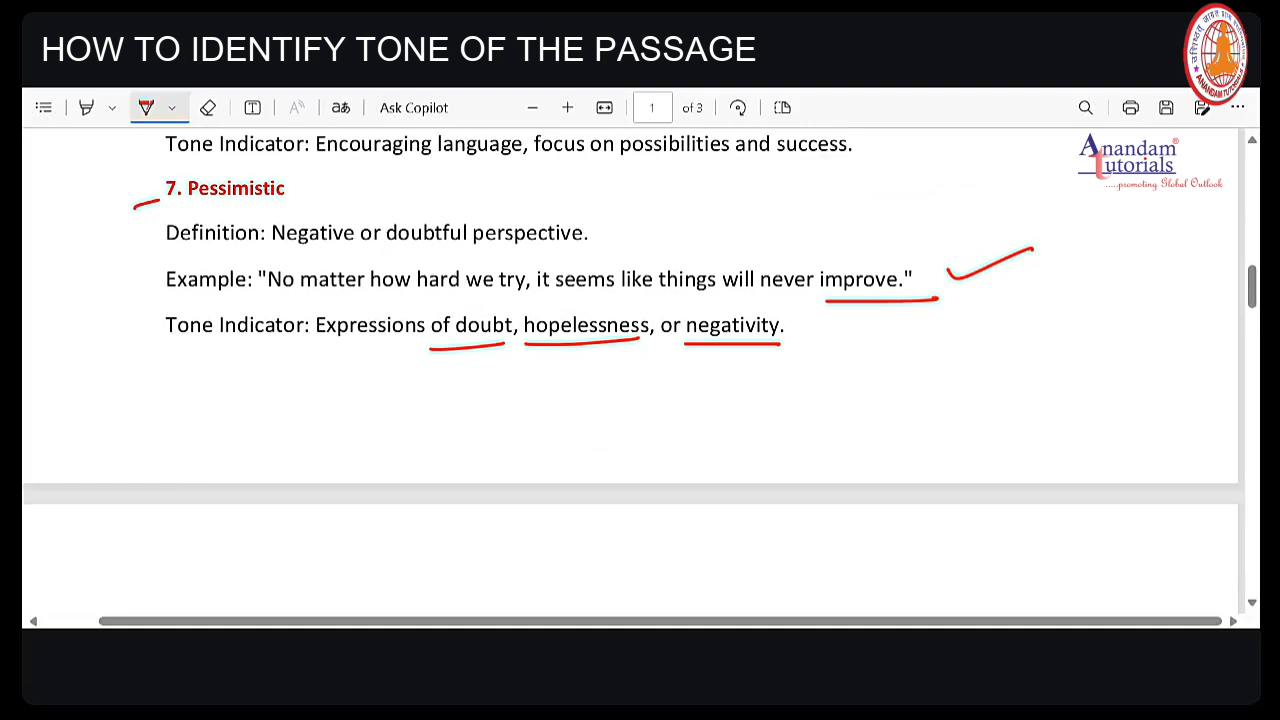 HOW TO IDENTIFY TONE OF THE PASSAGE
Ask Copilot
1 of 3
Tone Indicator: Encouraging language, focus on possibilities and success.
Anandam
tutorials
.....promoting Global Outlook
7. Pessimistic
Definition: Negative or doubtful perspective.
Example: "No matter how hard we try, it seems like things will never improve."
Tone Indicator: Expressions of doubt, hopelessness, or negativity.